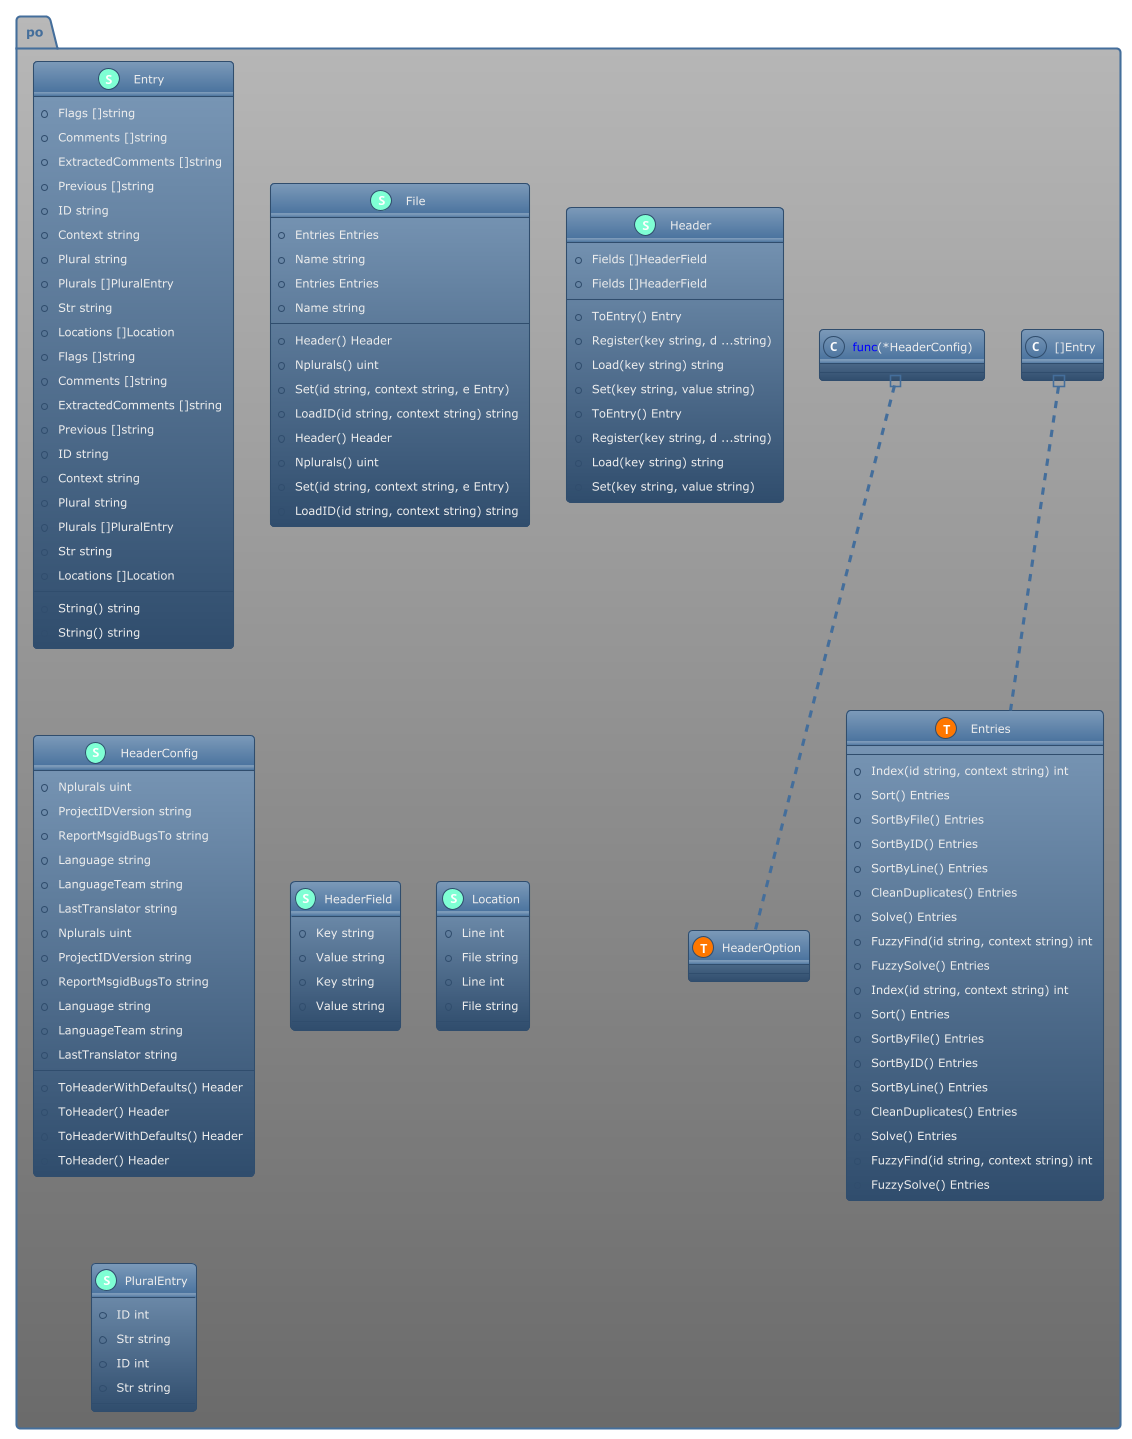 po
S Entry
Flags []string
Comments []string
ExtractedComments []string
Previous []string
ID string
Context string
Plural string
Plurals []PluralEntry
Str string
Locations []Location
Flags []string
Comments []string
ExtractedComments []string
Previous []string
ID string
Context string
Plural string
Plurals []PluralEntry
Str string
Locations []Location
String() string
String() string
S File
Entries Entries
Name string
Entries Entries
Name string
Header() Header
Nplurals() uint
Set(id string, context string, e Entry)
LoadID(id string, context string) string
Header() Header
Nplurals() uint
Set(id string, context string, e Entry)
LoadID(id string, context string) string
S Header
Fields []HeaderField
Fields []HeaderField
ToEntry() Entry
Register(key string, d ...string)
Load(key string) string
Set(key string, value string)
ToEntry() Entry
Register(key string, d ...string)
Load(key string) string
Set(key string, value string)
C func(*HeaderConfig)
C []Entry
S HeaderConfig
Nplurals uint
ProjectIDVersion string
ReportMsgidBugsTo string
Language string
LanguageTeam string
LastTranslator string
Nplurals uint
ProjectIDVersion string
ReportMsgidBugsTo string
Language string
LanguageTeam string
LastTranslator string
ToHeaderWithDefaults() Header
ToHeader() Header
ToHeaderWithDefaults() Header
ToHeader() Header
S HeaderField
Key string
Value string
Key string
Value string
S Location
Line int
File string
Line int
File string
T HeaderOption
T Entries
Index(id string, context string) int
Sort() Entries
SortByFile() Entries
SortByID() Entries
SortByLine() Entries
CleanDuplicates() Entries
Solve() Entries
FuzzyFind(id string, context string) int
FuzzySolve() Entries
Index(id string, context string) int
Sort() Entries
SortByFile() Entries
SortByID() Entries
SortByLine() Entries
CleanDuplicates() Entries
Solve() Entries
FuzzyFind(id string, context string) int
FuzzySolve() Entries
S PluralEntry
ID int
Str string
ID int
Str string